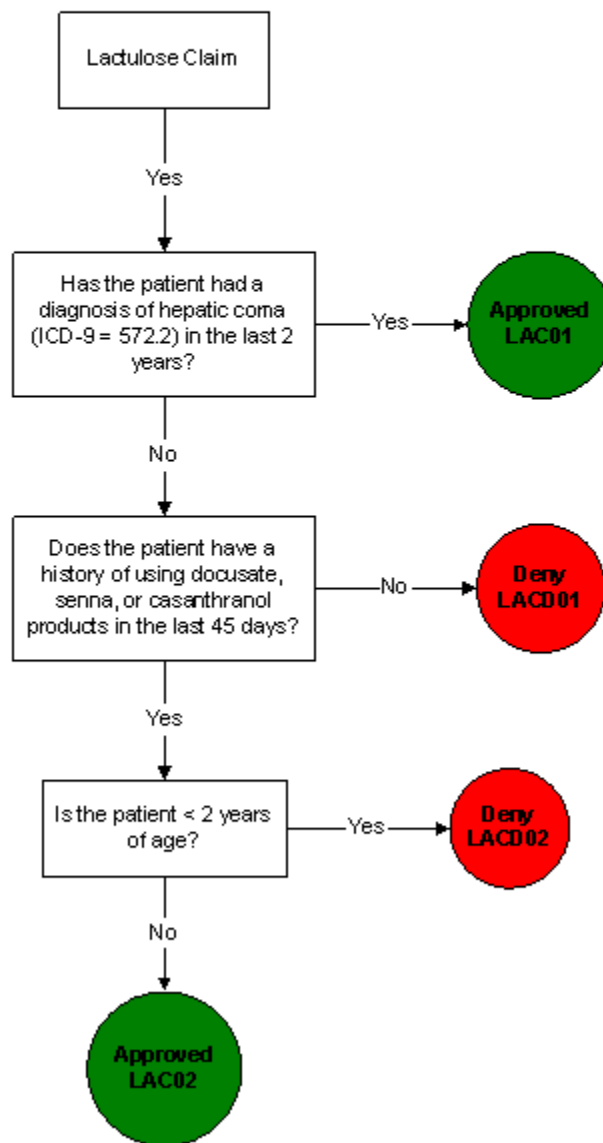 Lactulose Claim
Yes
Has the patient had a
diagnosis of hepatic coma
(ICD-9 = 572.2) in the last 2
years?
Yes
Approved
LAC01
No
Does the patient have a
history of using docusate,
senna, or casanthranol
products in the last 45 days?
No
Deny
LACD01
Yes
Is the patient < 2 years
of age?
Yes
Deny
LACD02
No
Approved
LAC02